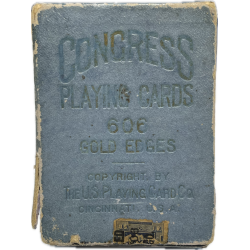 CONGRESS
PLAYING CARDS
606
GOLD EDGES
COPYRIGHT BY
THE U.S. PLAYING CARD CO.
CINCINNATI, U.S.A.